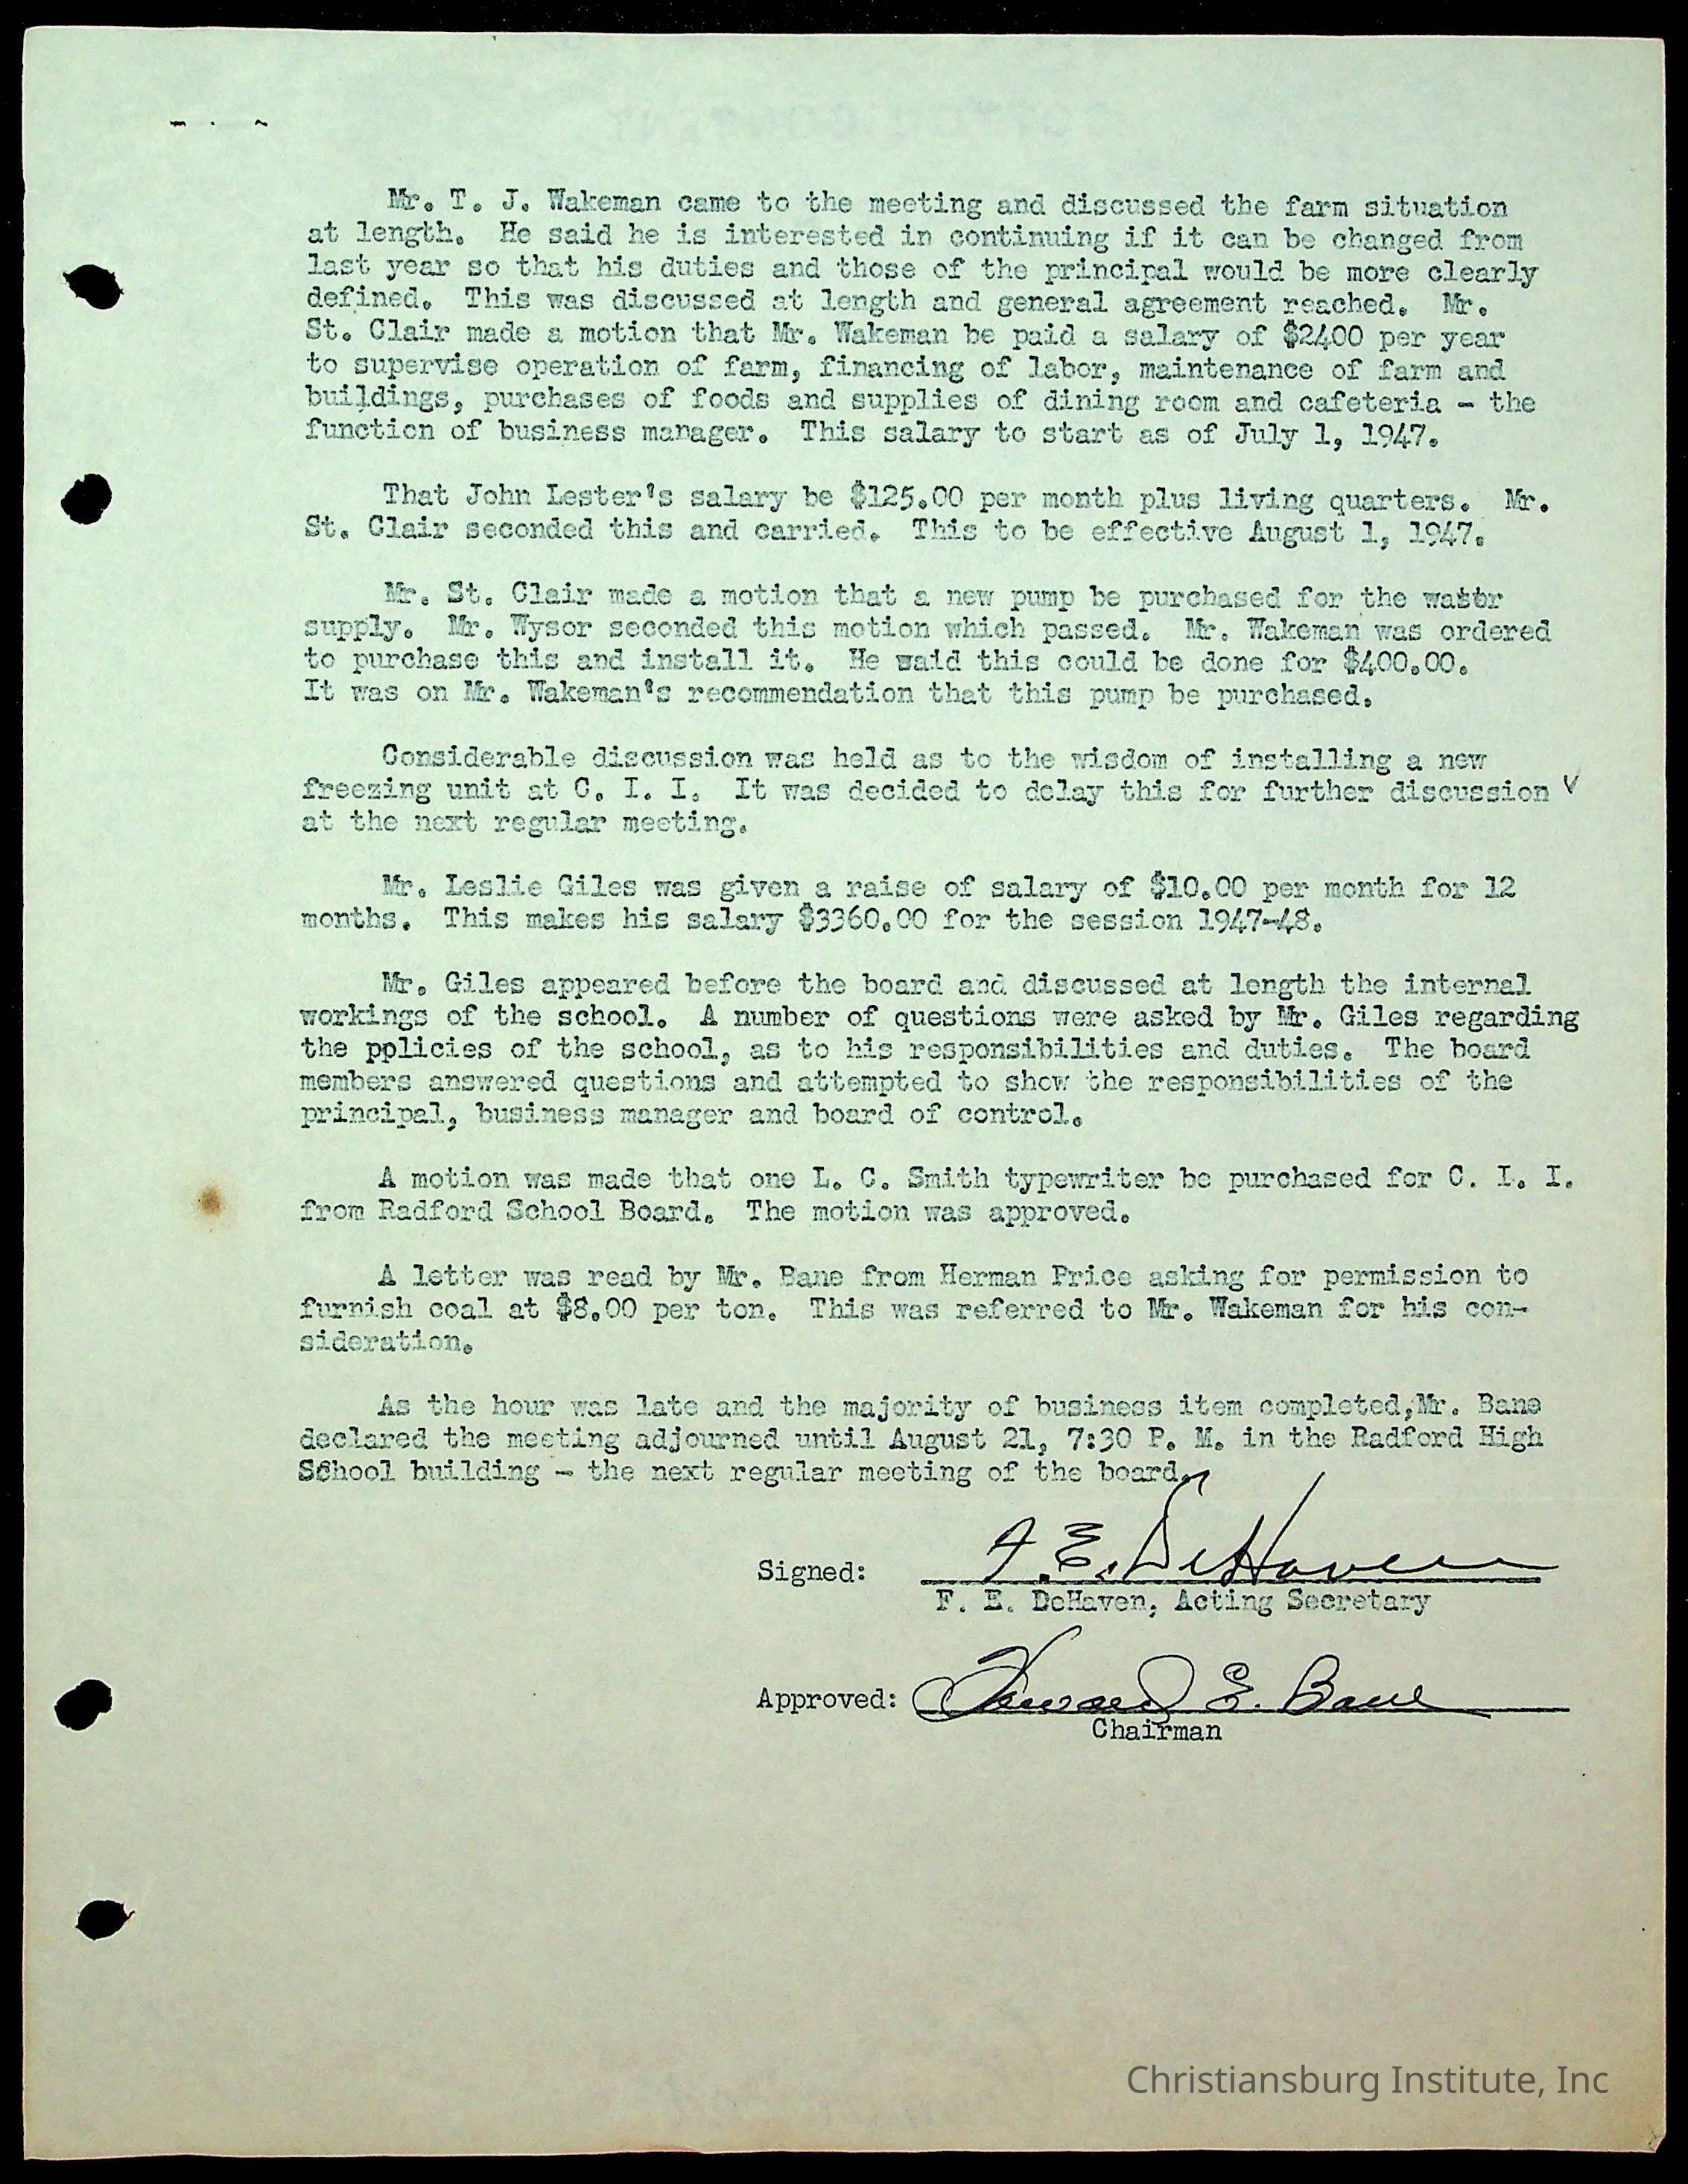 Mr. T. J. Wakeman came to the meeting and discussed the farm situation
at length. He said he is interested in continuing if it can be changed from
last year so that his duties and those of the principal would be more clearly
defined. This was discussed at length and general agreement reached. Mr.
St. Clair made a motion that Mr. Wakeman be paid a salary of $2400 per year
to supervise operation of farm, financing of labor, maintenance of farm and
buildings, purchases of foods and supplies of dining room and cafeteria - the
function of business manager. This salary to start as of July 1, 1947.
That John Lester's salary be $125.00 per month plus living quarters. Mr.
St. Clair seconded this and carried. This to be effective August 1, 1947.
Mr. St. Clair made a motion that a new pump be purchased for the water
supply. Mr. Wysor seconded this motion which passed. Mr. Wakeman was ordered
to purchase this and install it. He said this could be done for $400.00.
It was on Mr. Wakeman's recommendation that this pump be purchased.
Considerable discussion was held as to the wisdom of installing a new
freezing unit at C. I. I. It was decided to delay this for further discussion ✓
at the next regular meeting.
Mr. Leslie Giles was given a raise of salary of $10.00 per month for 12
months. This makes his salary $3360.00 for the session 1947-48.
Mr. Giles appeared before the board and discussed at length the internal
workings of the school. A number of questions were asked by Mr. Giles regarding
the pplicies of the school, as to his responsibilities and duties. The board
members answered questions and attempted to show the responsibilities of the
principal, business manager and board of control.
A motion was made that one L. C. Smith typewriter be purchased for C. I. I.
from Radford School Board. The motion was approved.
A letter was read by Mr. Bane from Herman Price asking for permission to
furnish coal at $8.00 per ton. This was referred to Mr. Wakeman for his con-
sideration.
As the hour was late and the majority of business item completed,Mr. Bane
declared the meeting adjourned until August 21, 7:30 P. M. in the Radford High
School building - the next regular meeting of the board.
Signed: F. E. DeHaven
F. E. DeHaven, Acting Secretary
Approved: Howard E. Bane
Chairman
Christiansburg Institute, Inc